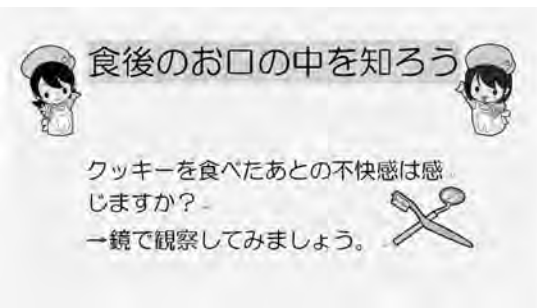 食後のお口の中を知ろう
クッキーを食べたあとの不快感は感
じますか？
→鏡で観察してみましょう。